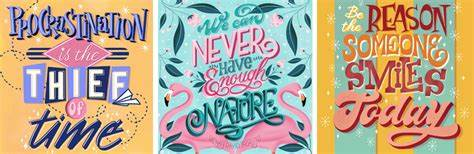 PROCRASTINATION
is the
THIEF
OF
time
We can
NEVER
Have
Enough
NATURE
Be the
REASON
SOMEONE
SMILES
Today